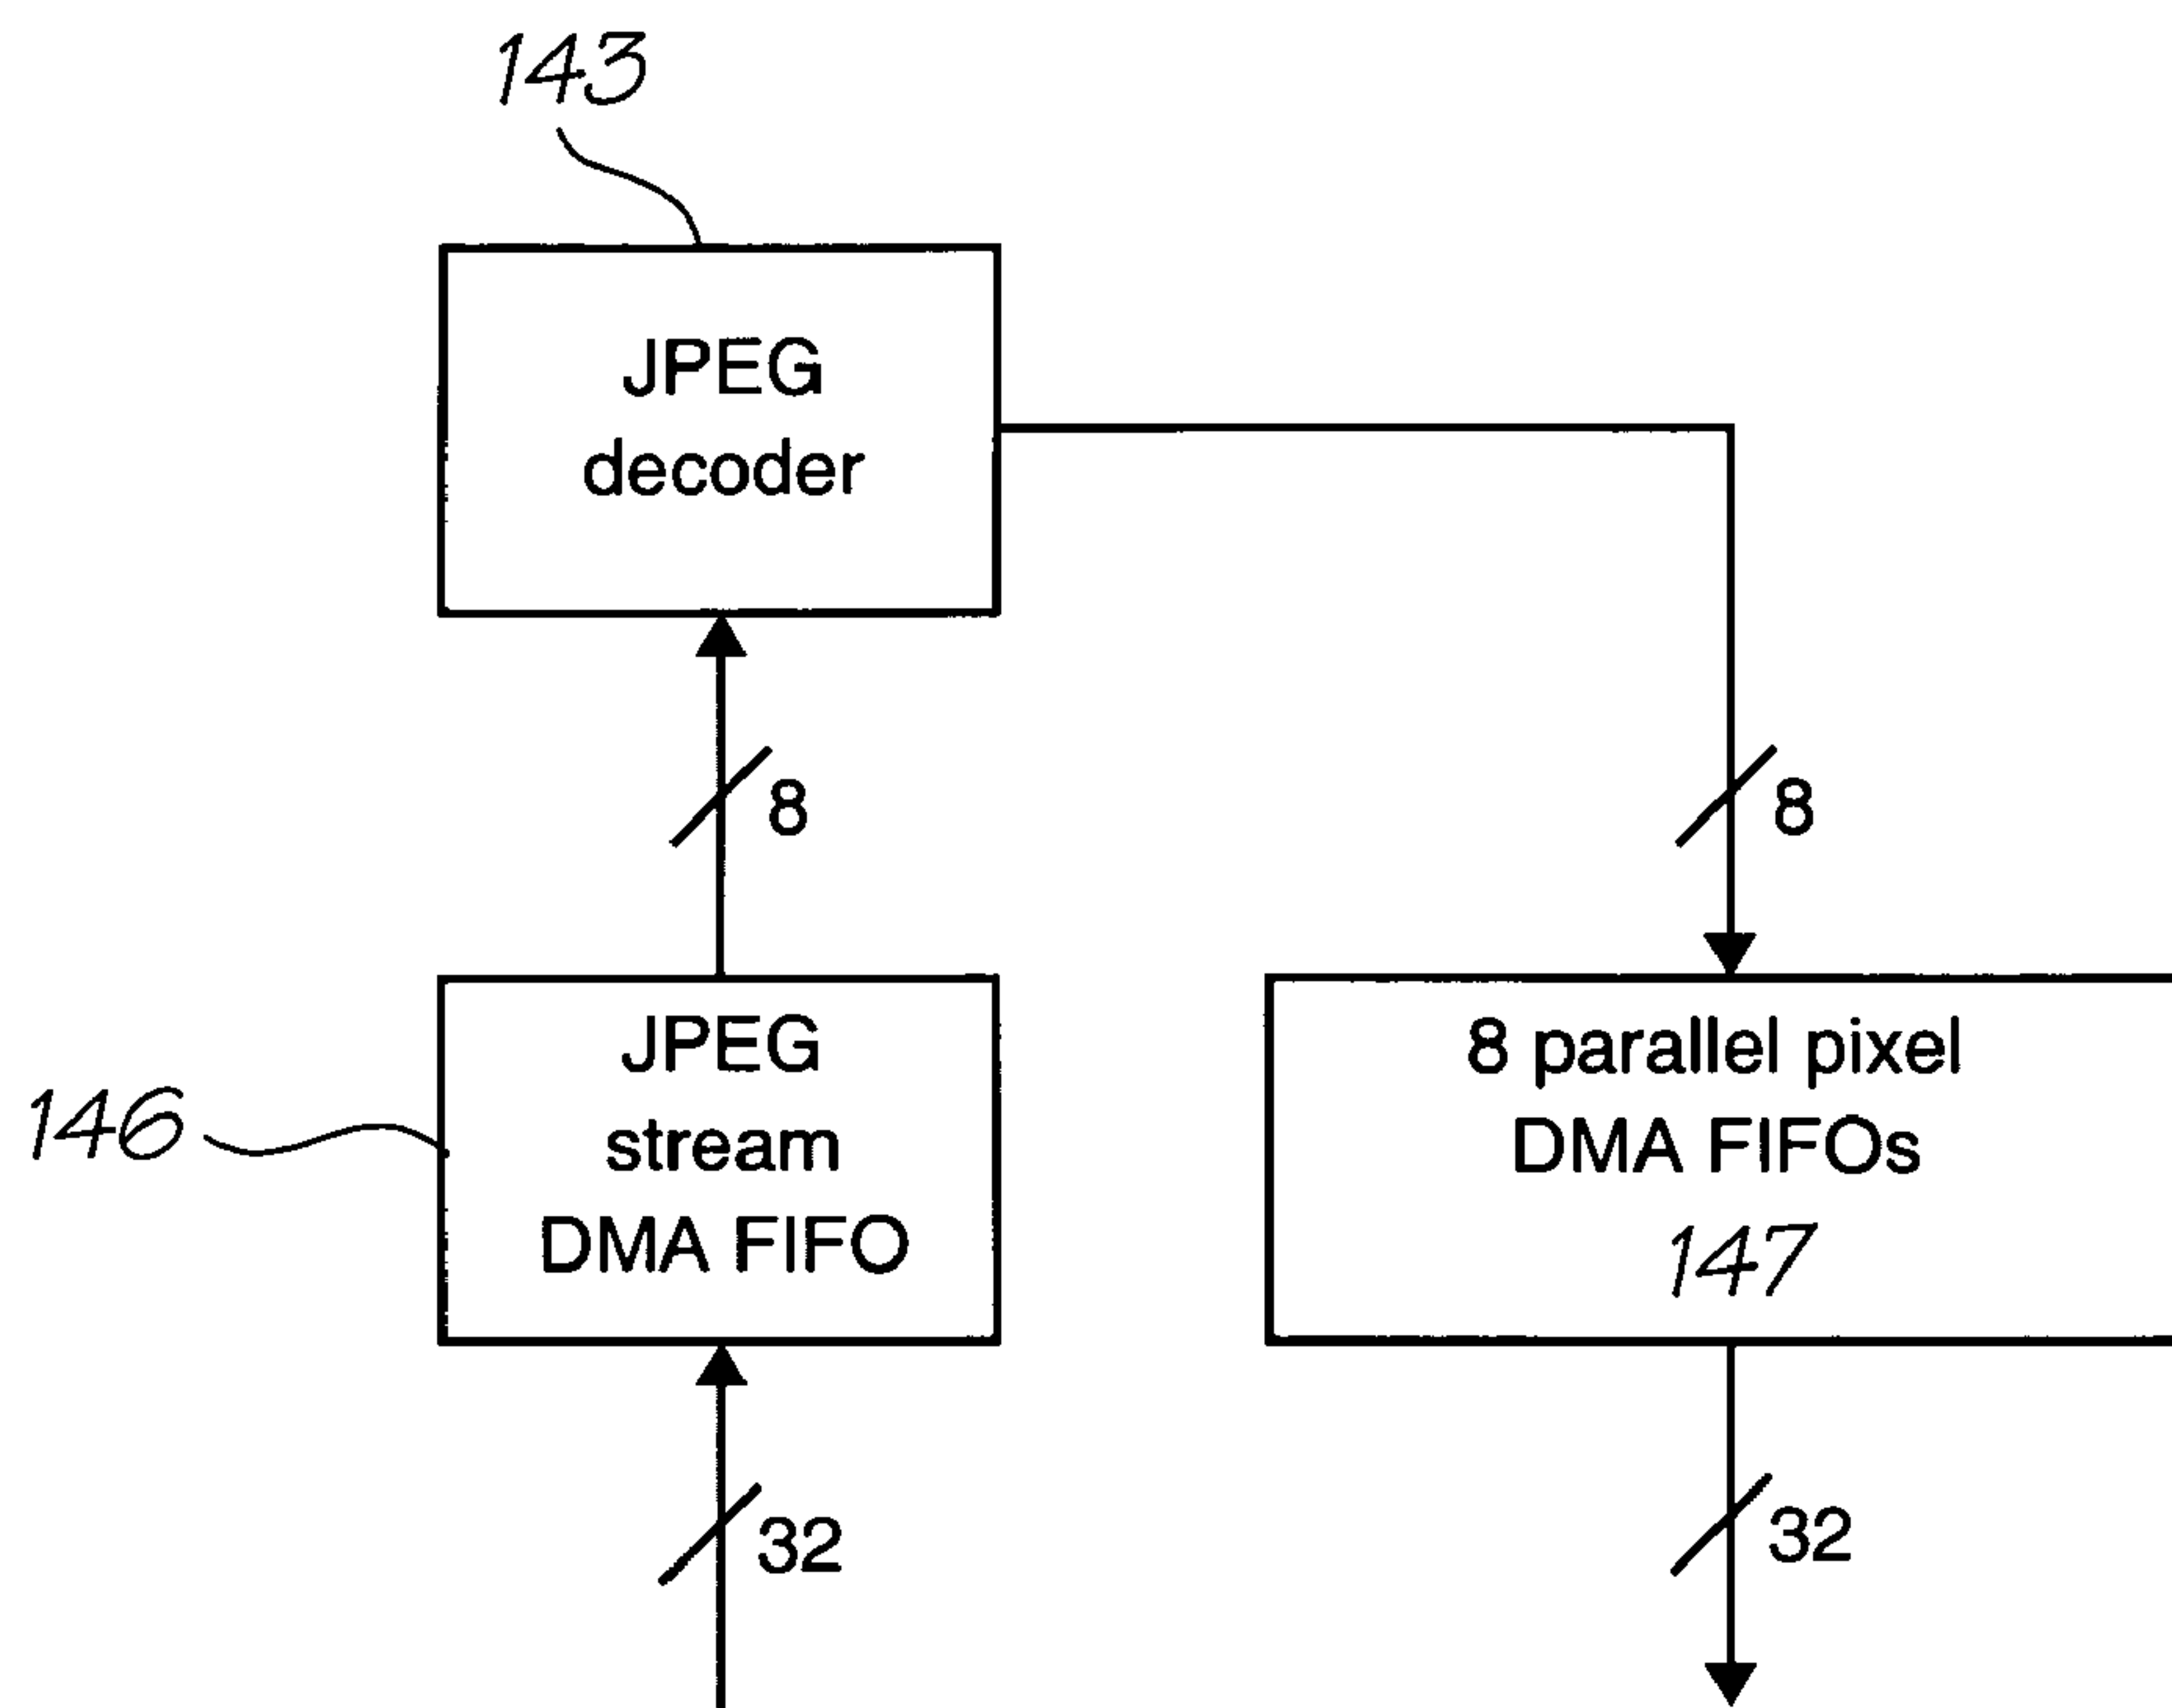 143
JPEG
decoder
8
8
JPEG
stream
DMA FIFO
146
8 parallel pixel
DMA FIFOs
147
32
32